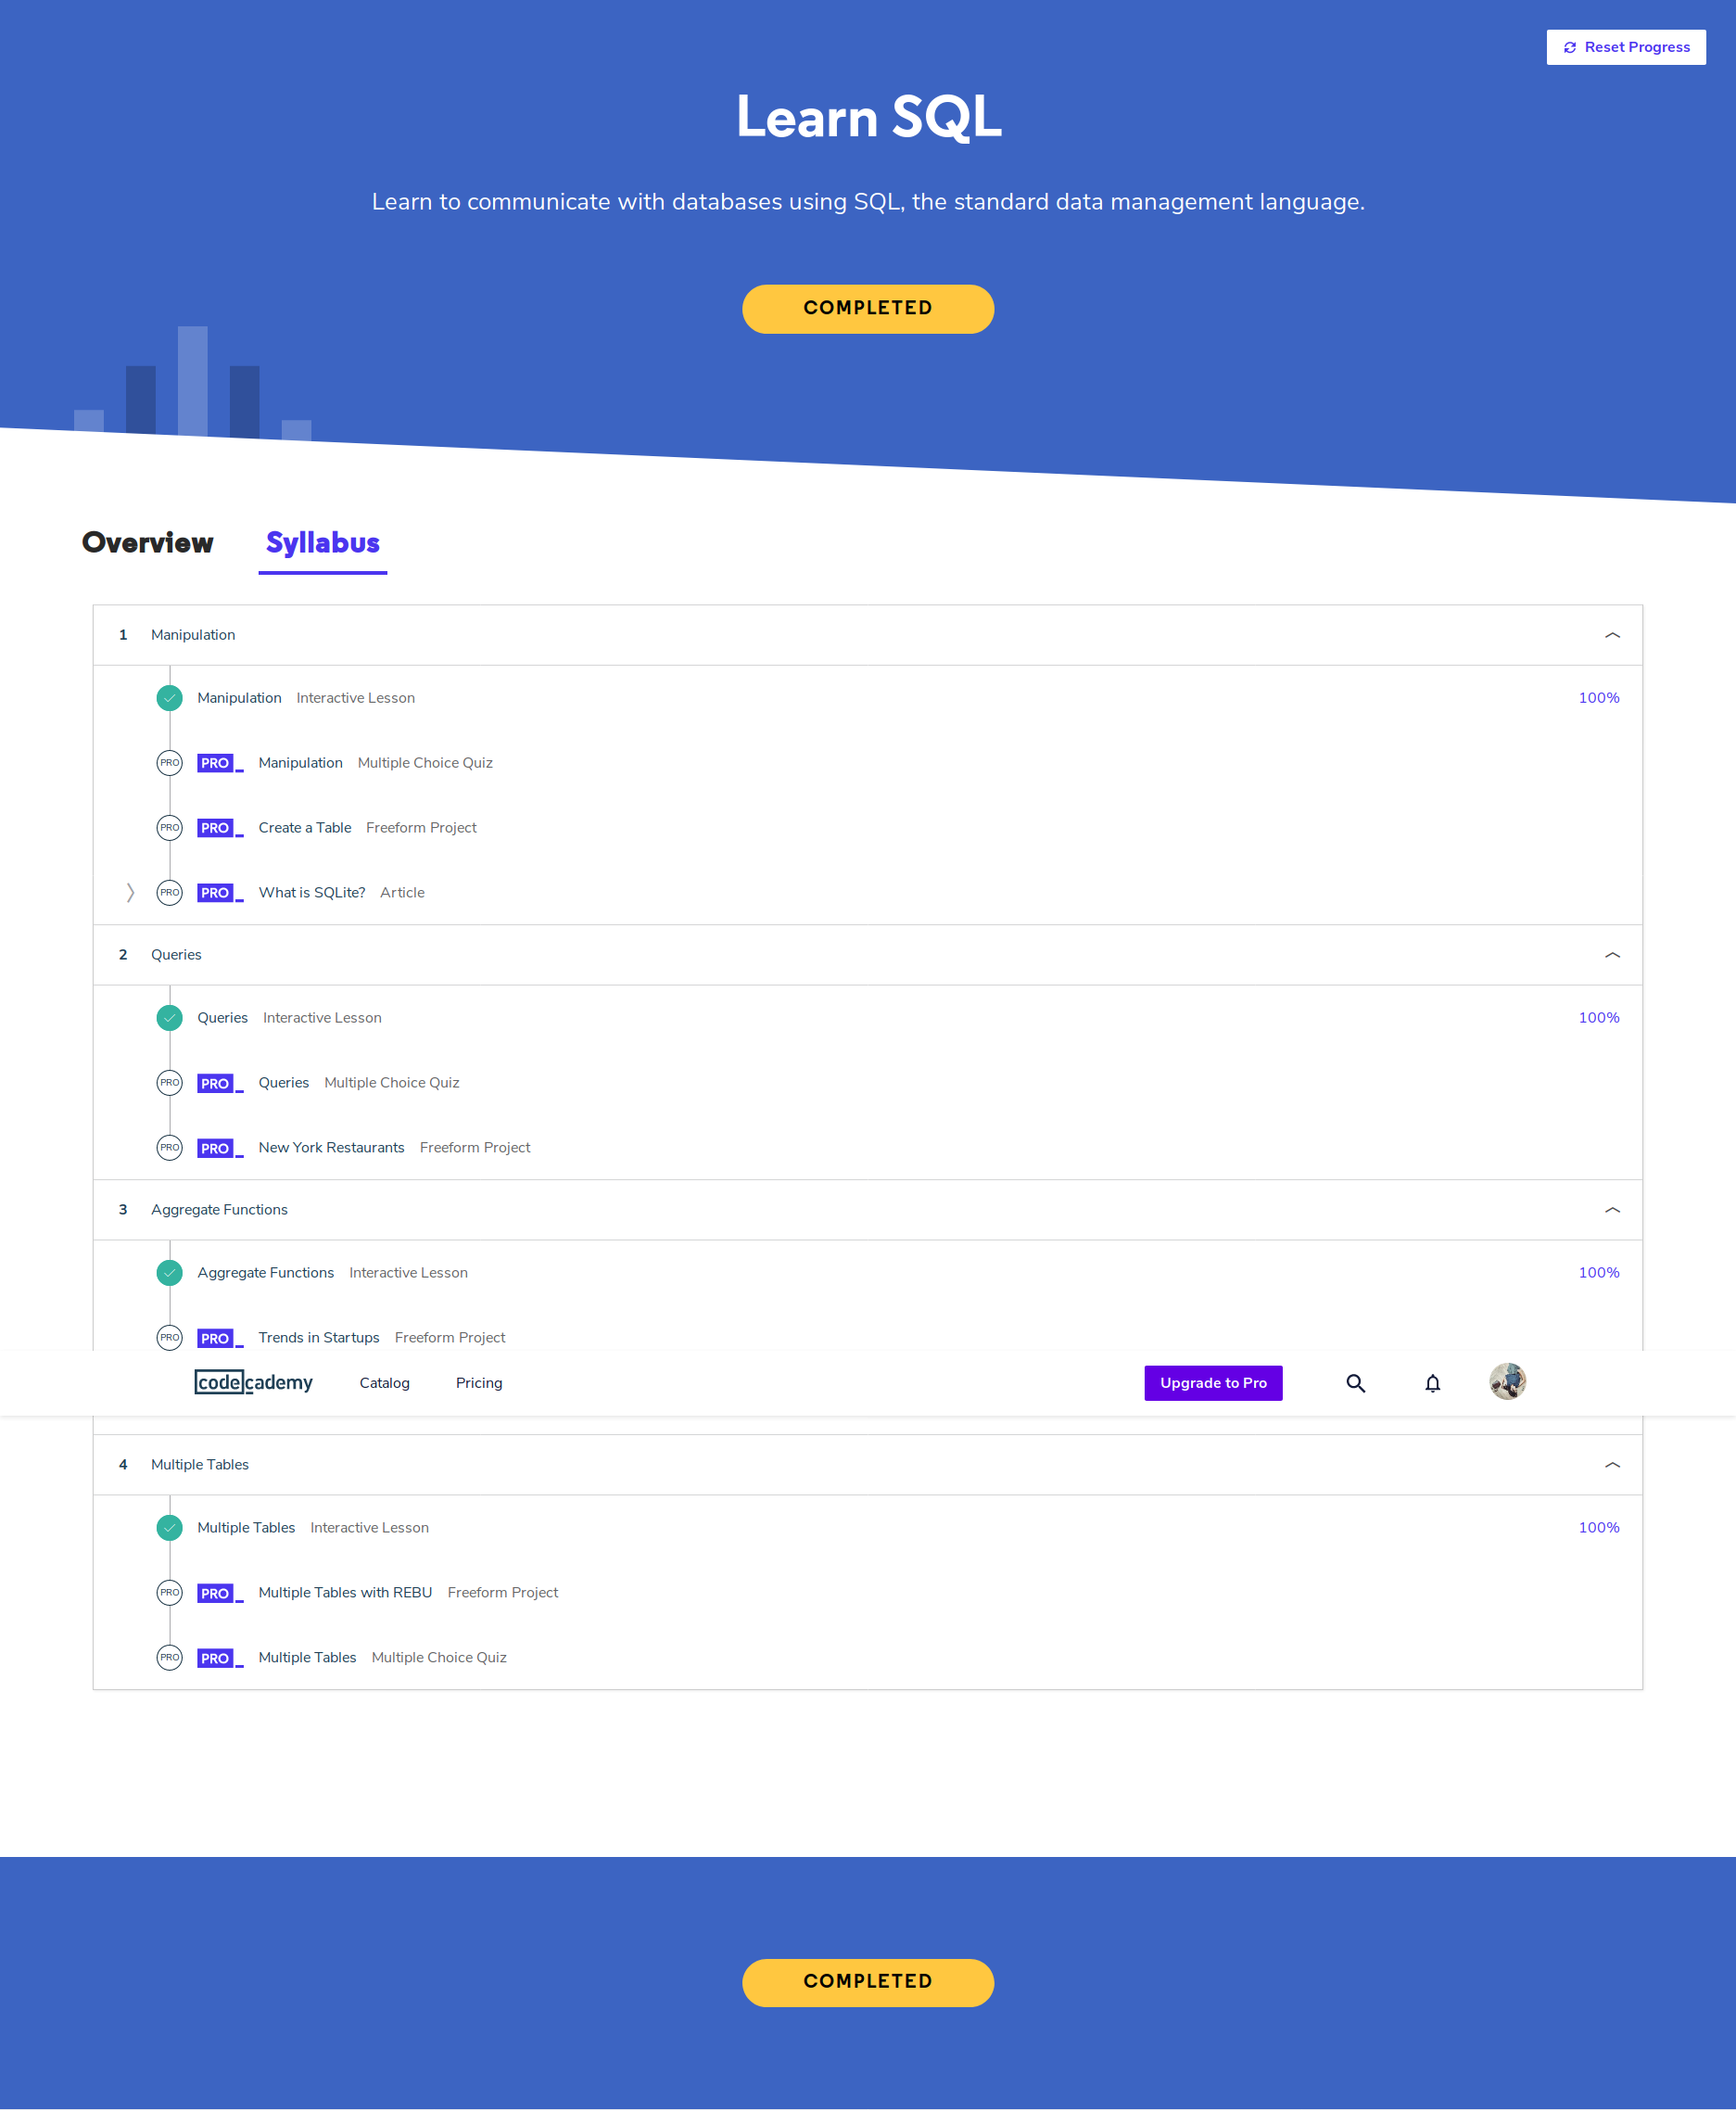 Reset Progress
Learn SQL
Learn to communicate with databases using SQL, the standard data management language.
COMPLETED
Overview Syllabus
1 Manipulation
Manipulation Interactive Lesson 100%
PRO PRO Manipulation Multiple Choice Quiz
PRO PRO Create a Table Freeform Project
PRO PRO What is SQLite? Article
2 Queries
Queries Interactive Lesson 100%
PRO PRO Queries Multiple Choice Quiz
PRO PRO New York Restaurants Freeform Project
3 Aggregate Functions
Aggregate Functions Interactive Lesson 100%
PRO PRO Trends in Startups Freeform Project
codecademy Catalog Pricing Upgrade to Pro
4 Multiple Tables
Multiple Tables Interactive Lesson 100%
PRO PRO Multiple Tables with REBU Freeform Project
PRO PRO Multiple Tables Multiple Choice Quiz
COMPLETED